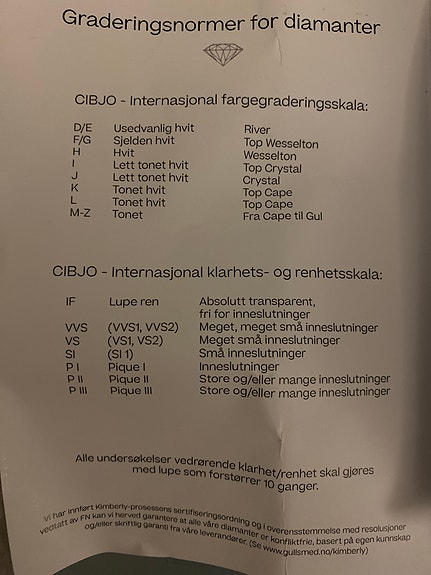 Graderingsnormer for diamanter
CIBJO - Internasjonal fargegraderingsskala:
D/E Usedvanlig hvit River
F/G Sjelden hvit Top Wesselton
H Hvit Wesselton
I Lett tonet hvit Top Crystal
J Lett tonet hvit Crystal
K Tonet hvit Top Cape
L Tonet hvit Top Cape
M-Z Tonet Fra Cape til Gul
CIBJO - Internasjonal klarhets- og renhetsskala:
IF Lupe ren Absolutt transparent,
fri for inneslutninger
VVS (VVS1, VVS2) Meget, meget små inneslutninger
VS (VS1, VS2) Meget små inneslutninger
SI (SI 1) Små inneslutninger
P I Pique I Inneslutninger
P II Pique II Store og/eller mange inneslutninger
P III Pique III Store og/eller mange inneslutninger
Alle undersøkelser vedrørende klarhet/renhet skal gjøres
med lupe som forstørrer 10 ganger.
Vi har innført Kimberly-prosessens sertifiseringsordning og i overensstemmelse med resolusjoner
vedtatt av FN kan vi herved garantere at alle våre diamanter er konfliktfrie, basert på egen kunnskap
og/eller skriftlig garanti fra våre leverandører. (Se www.gullsmed.no/kimberly)